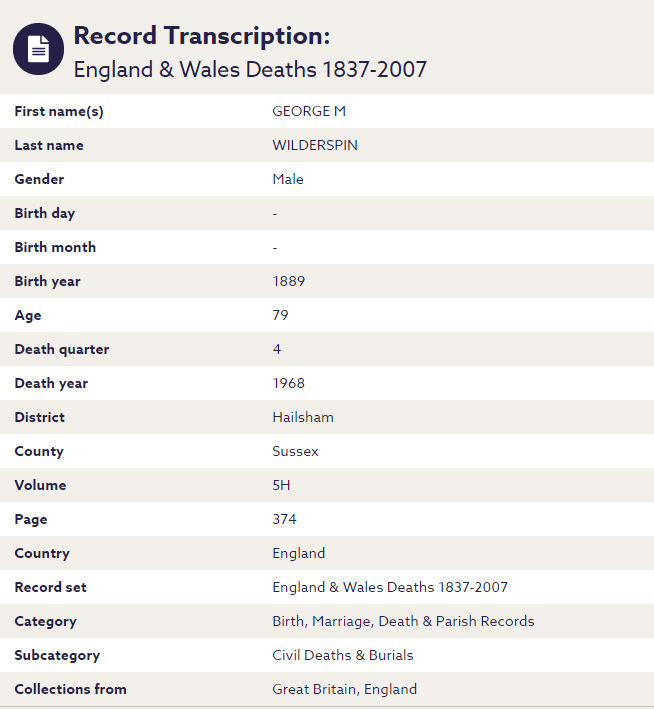 Record Transcription:
England & Wales Deaths 1837-2007
First name(s) GEORGE M
Last name WILDERSPIN
Gender Male
Birth day -
Birth month -
Birth year 1889
Age 79
Death quarter 4
Death year 1968
District Hailsham
County Sussex
Volume 5H
Page 374
Country England
Record set England & Wales Deaths 1837-2007
Category Birth, Marriage, Death & Parish Records
Subcategory Civil Deaths & Burials
Collections from Great Britain, England